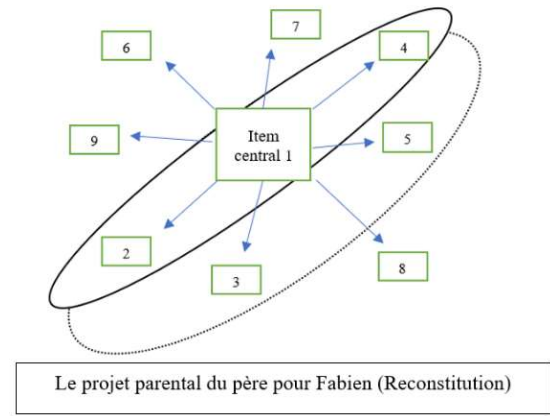 7
6
4
Item
central 1
9
5
2
3
8
Le projet parental du père pour Fabien (Reconstitution)